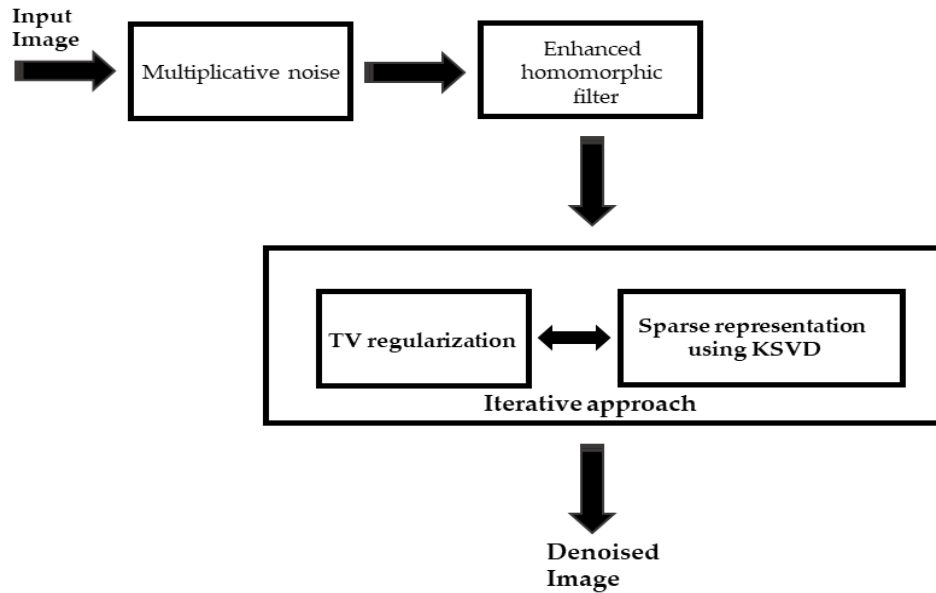 Input
Image
Multiplicative noise
Enhanced
homomorphic
filter
TV regularization
Sparse representation
using KSVD
Iterative approach
Denoised
Image